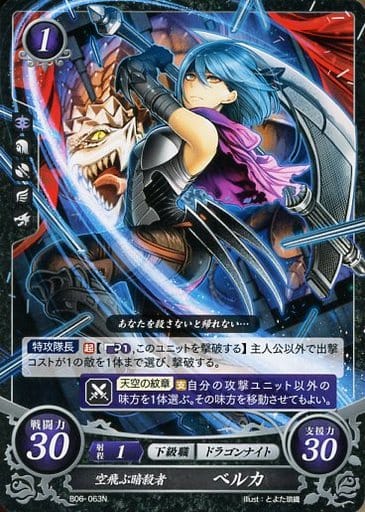 1
あなたを殺さないと帰れない…
特攻隊長 起【1,このユニットを撃破する】主人公以外で出撃
コストが1の敵を1体まで選び、撃破する。
天空の紋章 支 自分の攻撃ユニット以外の
味方を1体選ぶ。その味方を移動させてもよい。
戦闘力
30
射程 1 下級職 ドラゴンナイト
支援力
30
空飛ぶ暗殺者 ベルカ
B06-063N
Illust:とよた瑣織